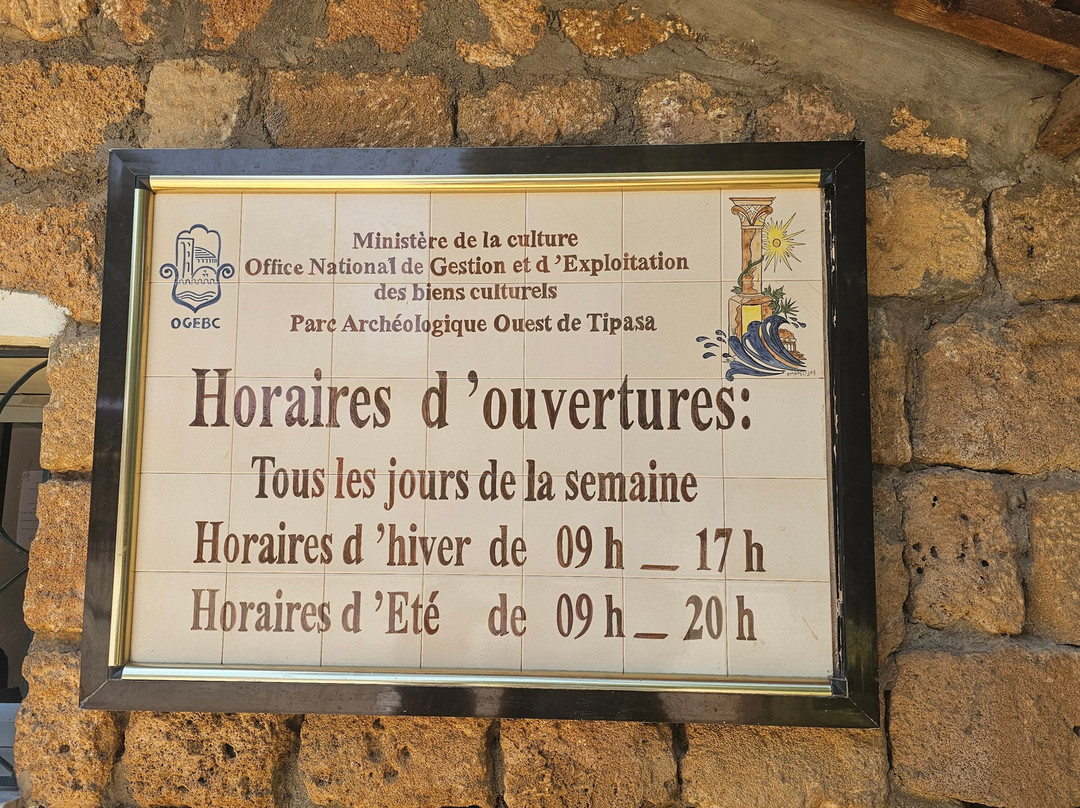 Ministère de la culture
Office National de Gestion et d'Exploitation
des biens culturels
OGEBC
Parc Archéologique Ouest de Tipasa
Horaires d'ouvertures:
Tous les jours de la semaine
Horaires d'hiver de 09 h _ 17 h
Horaires d'Eté de 09 h _ 20 h